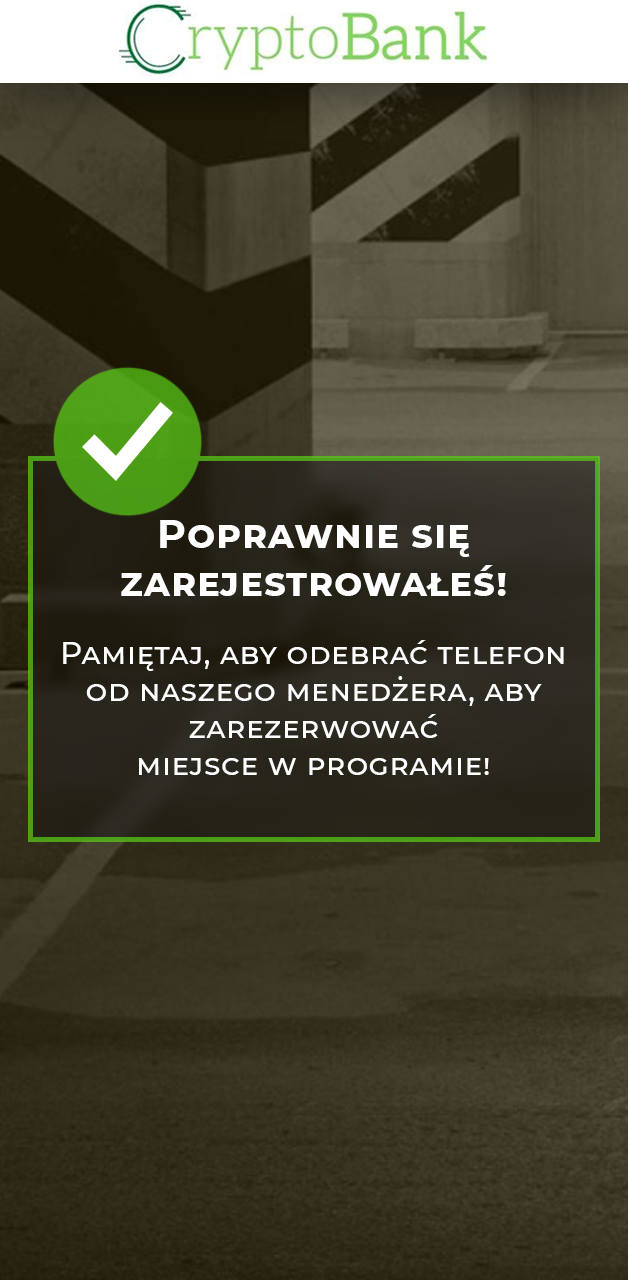 CryptoBank
Poprawnie się
zarejestrowałeś!
Pamiętaj, aby odebrać telefon
od naszego menedżera, aby
zarezerwować
miejsce w programie!